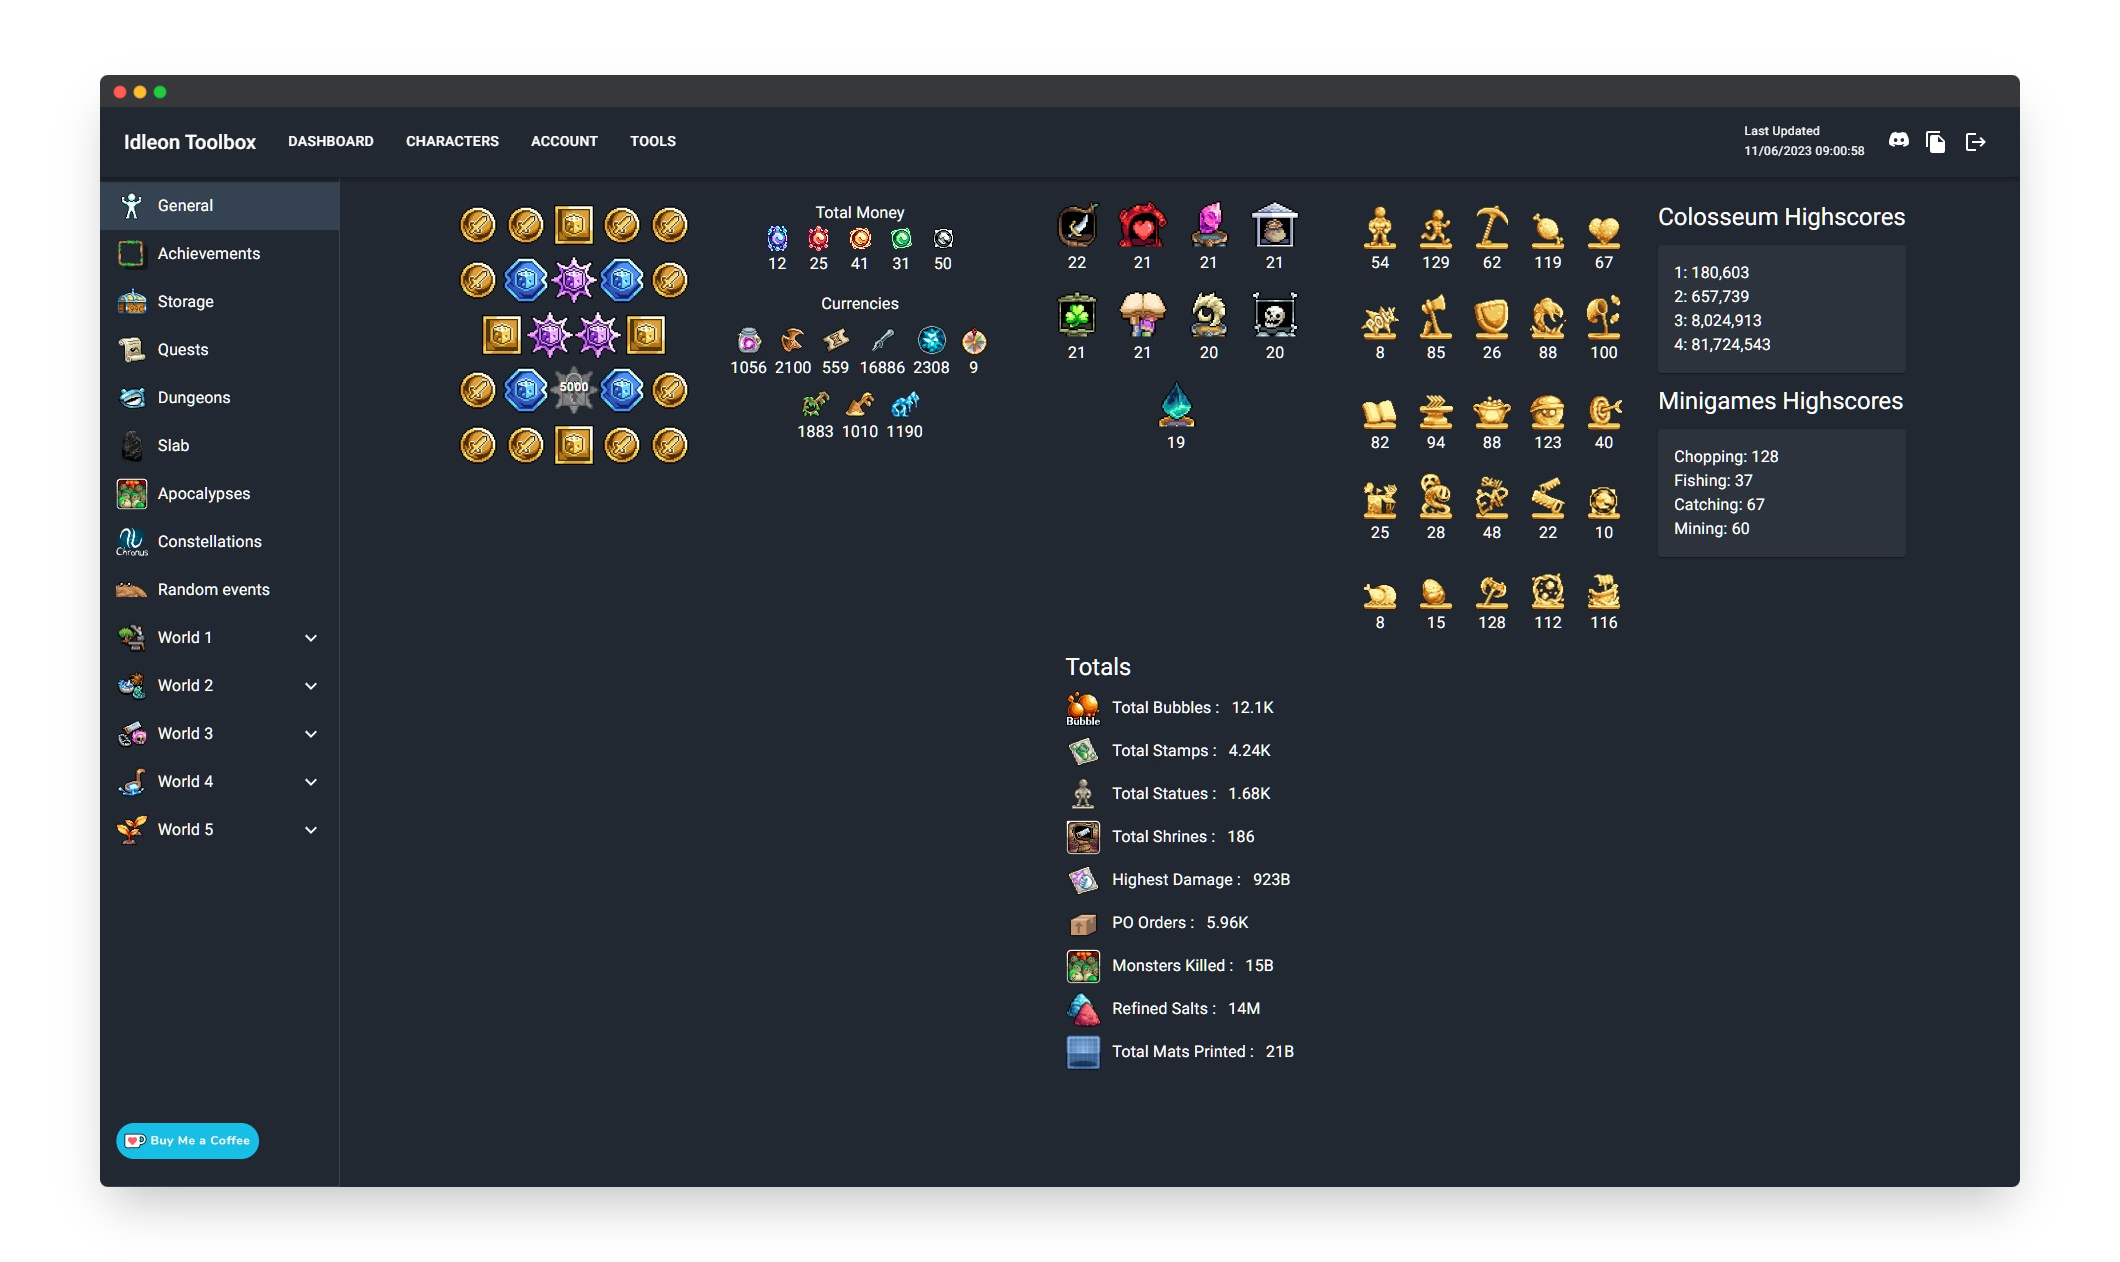 Idleon Toolbox DASHBOARD CHARACTERS ACCOUNT TOOLS
Last Updated
11/06/2023 09:00:58
General
Achievements
Storage
Quests
Dungeons
Slab
Apocalypses
Chronus
Constellations
Random events
World 1
World 2
World 3
World 4
World 5
Buy Me a Coffee
5000
Total Money
12 25 41 31 50
Currencies
1056 2100 559 16886 2308 9
1883 1010 1190
22 21 21 21
21 21 20 20
19
54 129 62 119 67
8 85 26 88 100
82 94 88 123 40
25 28 48 22 10
8 15 128 112 116
Colosseum Highscores
1: 180,603
2: 657,739
3: 8,024,913
4: 81,724,543
Minigames Highscores
Chopping: 128
Fishing: 37
Catching: 67
Mining: 60
Totals
Bubble
Total Bubbles : 12.1K
Total Stamps : 4.24K
Total Statues : 1.68K
Total Shrines : 186
Highest Damage : 923B
PO Orders : 5.96K
Monsters Killed : 15B
Refined Salts : 14M
Total Mats Printed : 21B